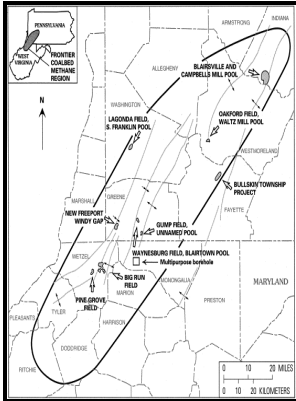 PENNSYLVANIA
WEST
VIRGINIA
FRONTIER
COALBED
METHANE
REGION
ARMSTRONG
INDIANA
BLAIRSVILLE AND
CAMPBELLS MILL POOL
ALLEGHENY
WASHINGTON
LAGONDA FIELD,
S. FRANKLIN POOL
OAKFORD FIELD,
WALTZ MILL POOL
WESTMORELAND
N
BULLSKIN TOWNSHIP
PROJECT
MARSHALL
GREENE
FAYETTE
NEW FREEPORT
WINDY GAP
GUMP FIELD,
UNNAMED POOL
WAYNESBURG FIELD, BLAIRTOWN POOL
Multipurpose borehole
WETZEL
BIG RUN
FIELD
MONONGALIA
MARYLAND
PINE GROVE
FIELD
MARION
PRESTON
TYLER
PLEASANTS
HARRISON
DODDRIDGE
RITCHIE
0 10 20 MILES
0 10 20 KILOMETERS